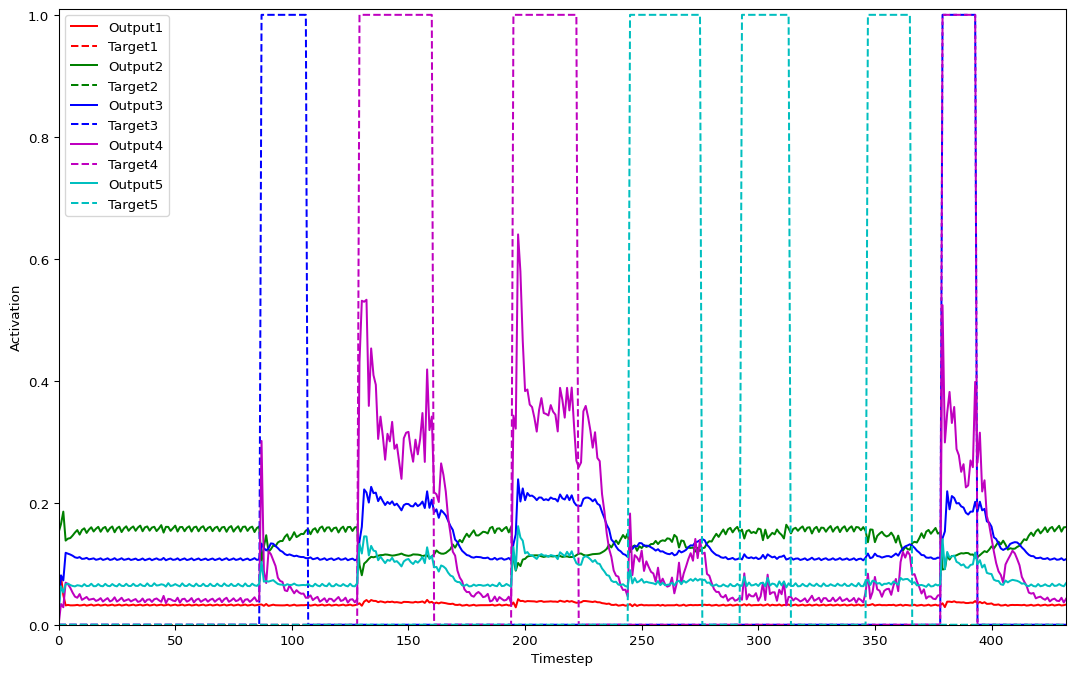 1.0
0.8
0.6
0.4
0.2
0.0
Activation
Output1
Target1
Output2
Target2
Output3
Target3
Output4
Target4
Output5
Target5
0 50 100 150 200 250 300 350 400
Timestep